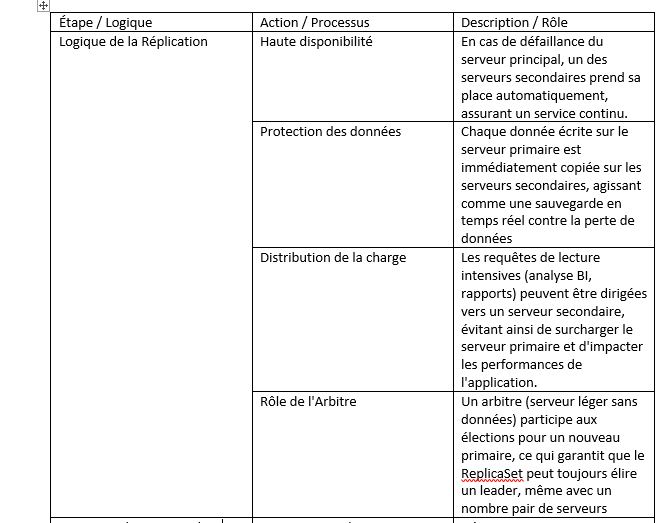 Étape / Logique
Action / Processus
Description / Rôle
Logique de la Réplication
Haute disponibilité
En cas de défaillance du
serveur principal, un des
serveurs secondaires prend sa
place automatiquement,
assurant un service continu.
Protection des données
Chaque donnée écrite sur le
serveur primaire est
immédiatement copiée sur les
serveurs secondaires, agissant
comme une sauvegarde en
temps réel contre la perte de
données
Distribution de la charge
Les requêtes de lecture
intensives (analyse BI,
rapports) peuvent être dirigées
vers un serveur secondaire,
évitant ainsi de surcharger le
serveur primaire et d'impacter
les performances de
l'application.
Rôle de l'Arbitre
Un arbitre (serveur léger sans
données) participe aux
élections pour un nouveau
primaire, ce qui garantit que le
ReplicaSet peut toujours élire
un leader, même avec un
nombre pair de serveurs